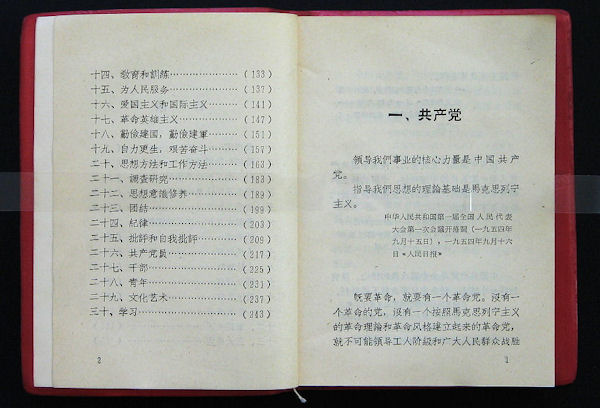 十四、教育和訓練…………………(133)
十五、为人民服务…………………(137)
十六、爱国主义和国际主义………(141)
十七、革命英雄主义………………(147)
十八、勤儉建国，勤儉建軍………(151)
十九、自力更生，艰苦奋斗………(157)
二十、思想方法和工作方法………(163)
二十一、調查研究…………………(183)
二十二、思想意識修养……………(189)
二十三、团結………………………(199)
二十四、紀律………………………(203)
二十五、批評和自我批評…………(209)
二十六、共产党員…………………(217)
二十七、干部………………………(225)
二十八、青年………………………(231)
二十九、文化艺术…………………(237)
三十、学习…………………………(243)
2
一、共产党
領导我們事业的核心力量是中国共产
党。
指导我們思想的理論基础是馬克思列宁
主义。
中华人民共和国第一届全国人民代表
大会第一次会議开幕詞（一九五四年
九月十五日），一九五四年九月十六
日《人民日报》
旣要革命，就要有一个革命党。沒有一
个革命的党，沒有一个按照馬克思列宁主义
的革命理論和革命风格建立起来的革命党，
就不可能領导工人阶級和广大人民群众战胜
1